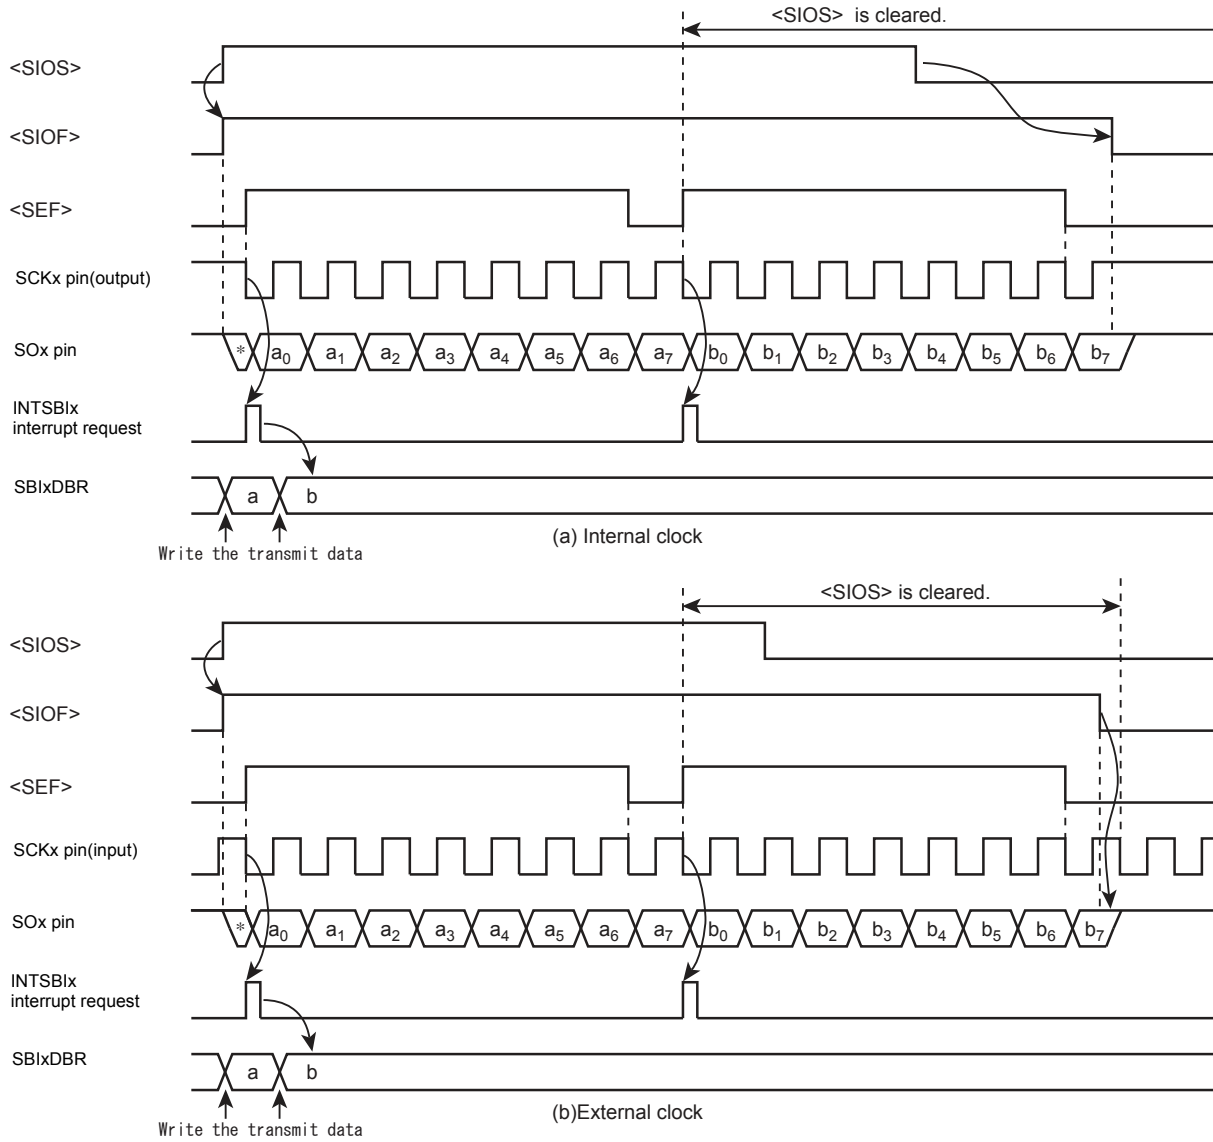 <SIOS> is cleared.
<SIOS>
<SIOF>
<SEF>
SCKx pin(output)
SOx pin
* a0 a1 a2 a3 a4 a5 a6 a7 b0 b1 b2 b3 b4 b5 b6 b7
INTSBIx
interrupt request
SBIxDBR
a b
Write the transmit data
(a) Internal clock
<SIOS> is cleared.
<SIOS>
<SIOF>
<SEF>
SCKx pin(input)
SOx pin
* a0 a1 a2 a3 a4 a5 a6 a7 b0 b1 b2 b3 b4 b5 b6 b7
INTSBIx
interrupt request
SBIxDBR
a b
Write the transmit data
(b)External clock